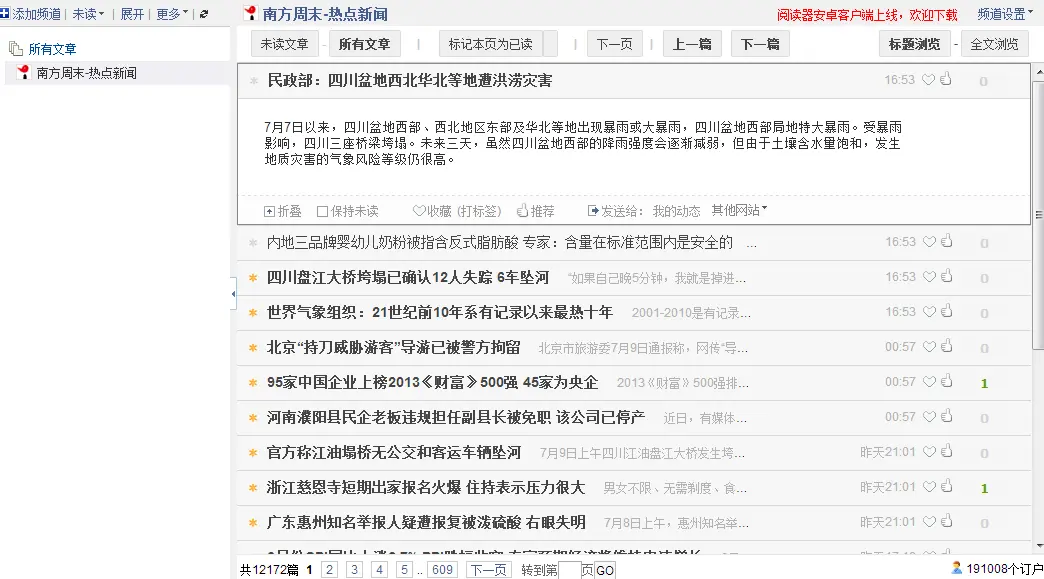 添加频道 | 未读 | 展开 | 更多
所有文章
南方周末-热点新闻
南方周末-热点新闻
阅读器安卓客户端上线，欢迎下载 频道设置
未读文章 - 所有文章 | 标记本页为已读 | 下一页 | 上一篇 下一篇 标题浏览 - 全文浏览
民政部：四川盆地西北华北等地遭洪涝灾害 16:53 0
7月7日以来，四川盆地西部、西北地区东部及华北等地出现暴雨或大暴雨，四川盆地西部局地特大暴雨。受暴雨
影响，四川三座桥梁垮塌。未来三天，虽然四川盆地西部的降雨强度会逐渐减弱，但由于土壤含水量饱和，发生
地质灾害的气象风险等级仍很高。
折叠 保持未读 收藏 (打标签) 推荐 发送给： 我的动态 其他网站
内地三品牌婴幼儿奶粉被指含反式脂肪酸 专家：含量在标准范围内是安全的 ... 16:53 0
四川盘江大桥垮塌已确认12人失踪 6车坠河 “如果自己晚5分钟，我就是掉进... 16:53 0
世界气象组织：21世纪前10年系有记录以来最热十年 2001-2010是有记录... 16:53 0
北京“持刀威胁游客”导游已被警方拘留 北京市旅游委7月9日通报称，网传“导... 00:57 0
95家中国企业上榜2013《财富》500强 45家为央企 2013《财富》500强排... 00:57 1
河南濮阳县民企老板违规担任副县长被免职 该公司已停产 近日，有媒体... 00:57 0
官方称江油塌桥无公交和客运车辆坠河 7月9日上午四川江油盘江大桥发生垮... 昨天21:01 0
浙江慈恩寺短期出家报名火爆 住持表示压力很大 男女不限、无需剃度、食... 昨天21:01 1
广东惠州知名举报人疑遭报复被泼硫酸 右眼失明 7月8日上午，惠州知名举... 昨天21:01 0
共12172篇 1 2 3 4 5 .. 609 下一页 转到第 页 GO 191008个订户